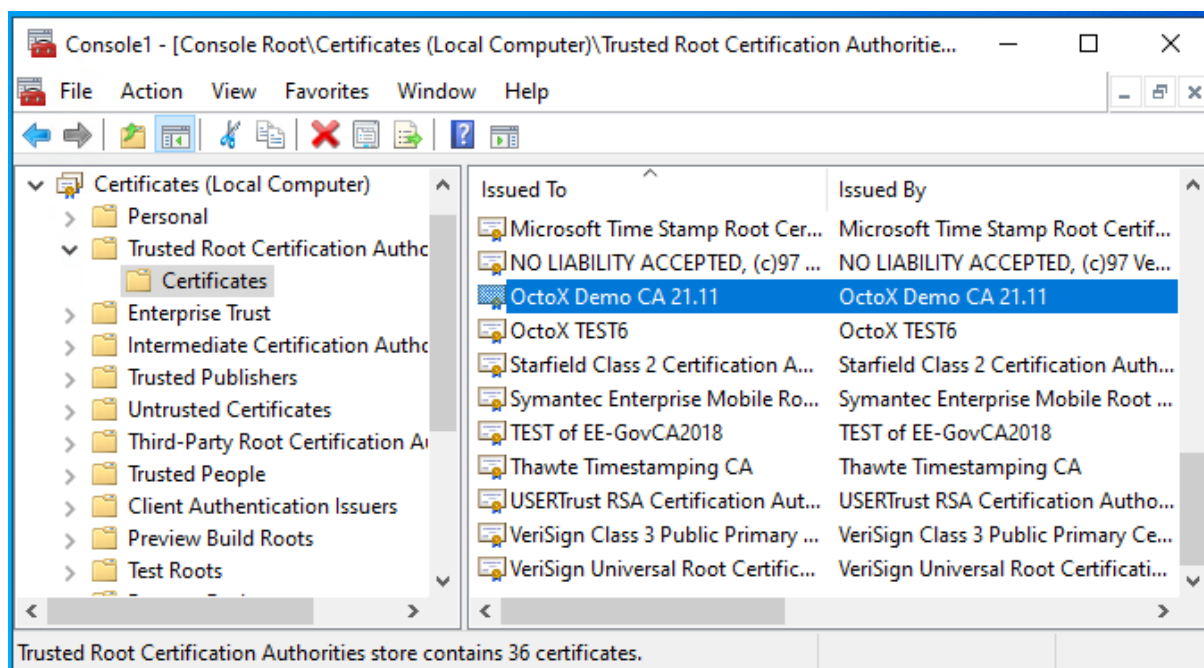 Console1 - [Console Root\Certificates (Local Computer)\Trusted Root Certification Authoritie...
File Action View Favorites Window Help
Certificates (Local Computer)
Personal
Trusted Root Certification Authc
Certificates
Enterprise Trust
Intermediate Certification Authc
Trusted Publishers
Untrusted Certificates
Third-Party Root Certification Au
Trusted People
Client Authentication Issuers
Preview Build Roots
Test Roots
Issued To Issued By
Microsoft Time Stamp Root Cer... Microsoft Time Stamp Root Certif...
NO LIABILITY ACCEPTED, (c)97 ... NO LIABILITY ACCEPTED, (c)97 Ve...
OctoX Demo CA 21.11 OctoX Demo CA 21.11
OctoX TEST6 OctoX TEST6
Starfield Class 2 Certification A... Starfield Class 2 Certification Auth...
Symantec Enterprise Mobile Ro... Symantec Enterprise Mobile Root ...
TEST of EE-GovCA2018 TEST of EE-GovCA2018
Thawte Timestamping CA Thawte Timestamping CA
USERTrust RSA Certification Aut... USERTrust RSA Certification Autho...
VeriSign Class 3 Public Primary ... VeriSign Class 3 Public Primary Ce...
VeriSign Universal Root Certific... VeriSign Universal Root Certificati...
Trusted Root Certification Authorities store contains 36 certificates.